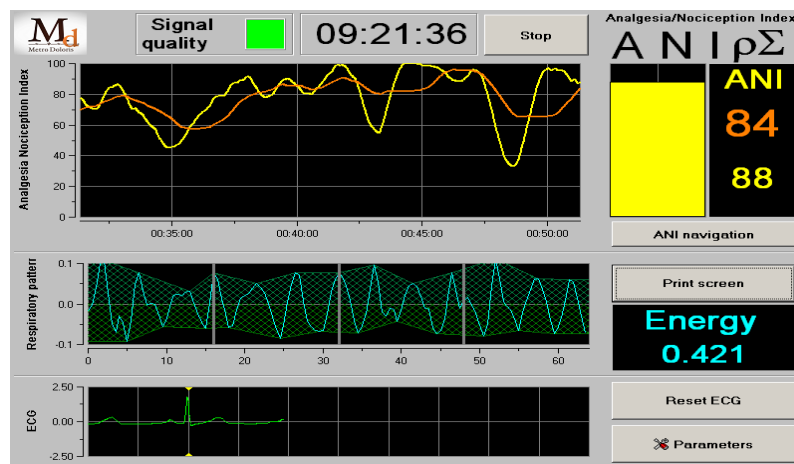 Md
Metro Doloris
Signal quality
09:21:36
Stop
Analgesia/Nociception Index
A N I ρΣ
Analgesia Nociception Index
100
80
60
40
20
0
00:35:00 00:40:00 00:45:00 00:50:00
ANI
84
88
ANI navigation
Respiratory patterr
0.1
0.0
-0.1
0 10 20 30 40 50 60
Print screen
Energy
0.421
ECG
2.50
0.00
-2.50
Reset ECG
Parameters